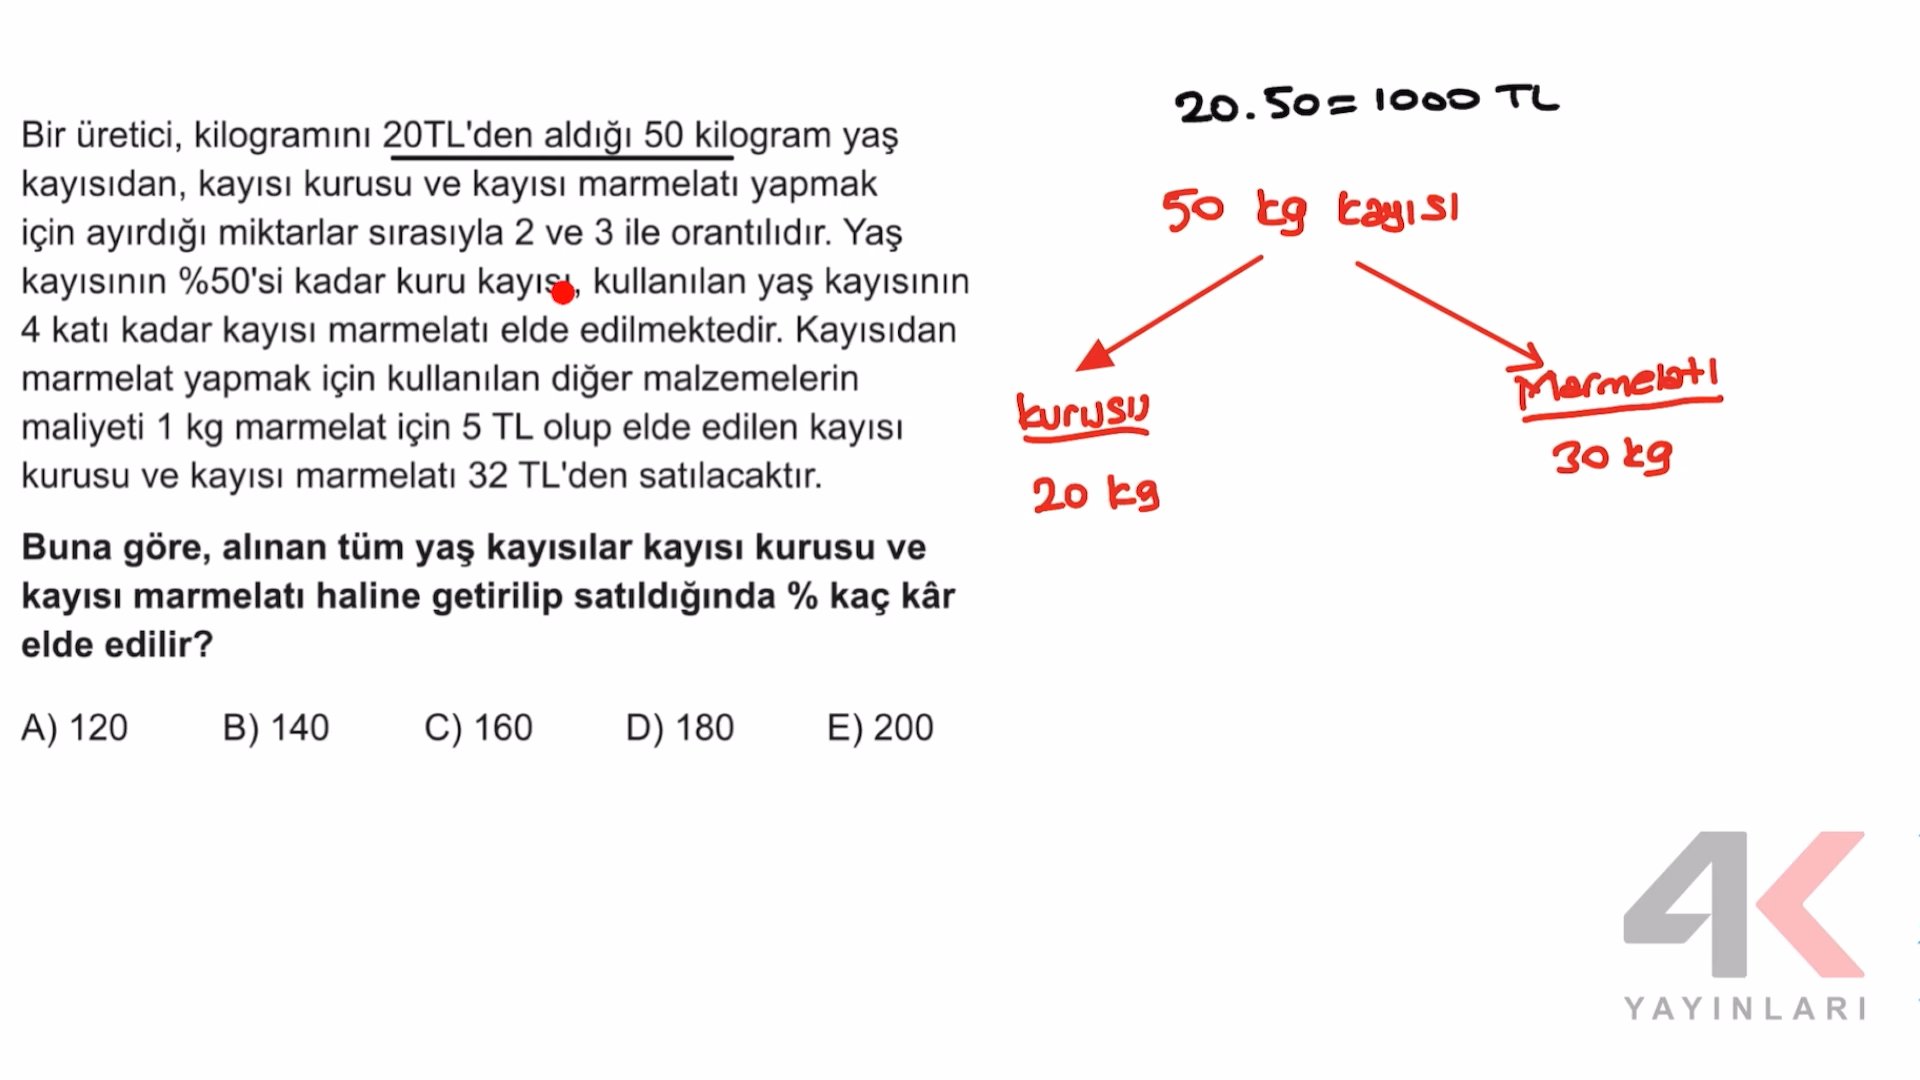 Bir üretici, kilogramını 20TL'den aldığı 50 kilogram yaş
kayısıdan, kayısı kurusu ve kayısı marmelatı yapmak
için ayırdığı miktarlar sırasıyla 2 ve 3 ile orantılıdır. Yaş
kayısının %50'si kadar kuru kayısı, kullanılan yaş kayısının
4 katı kadar kayısı marmelatı elde edilmektedir. Kayısıdan
marmelat yapmak için kullanılan diğer malzemelerin
maliyeti 1 kg marmelat için 5 TL olup elde edilen kayısı
kurusu ve kayısı marmelatı 32 TL'den satılacaktır.
Buna göre, alınan tüm yaş kayısılar kayısı kurusu ve
kayısı marmelatı haline getirilip satıldığında % kaç kâr
elde edilir?
A) 120 B) 140 C) 160 D) 180 E) 200
20.50=1000 TL
50 kg kayısı
kurusu
20 kg
Marmelatı
30 kg
4K
YAYINLARI